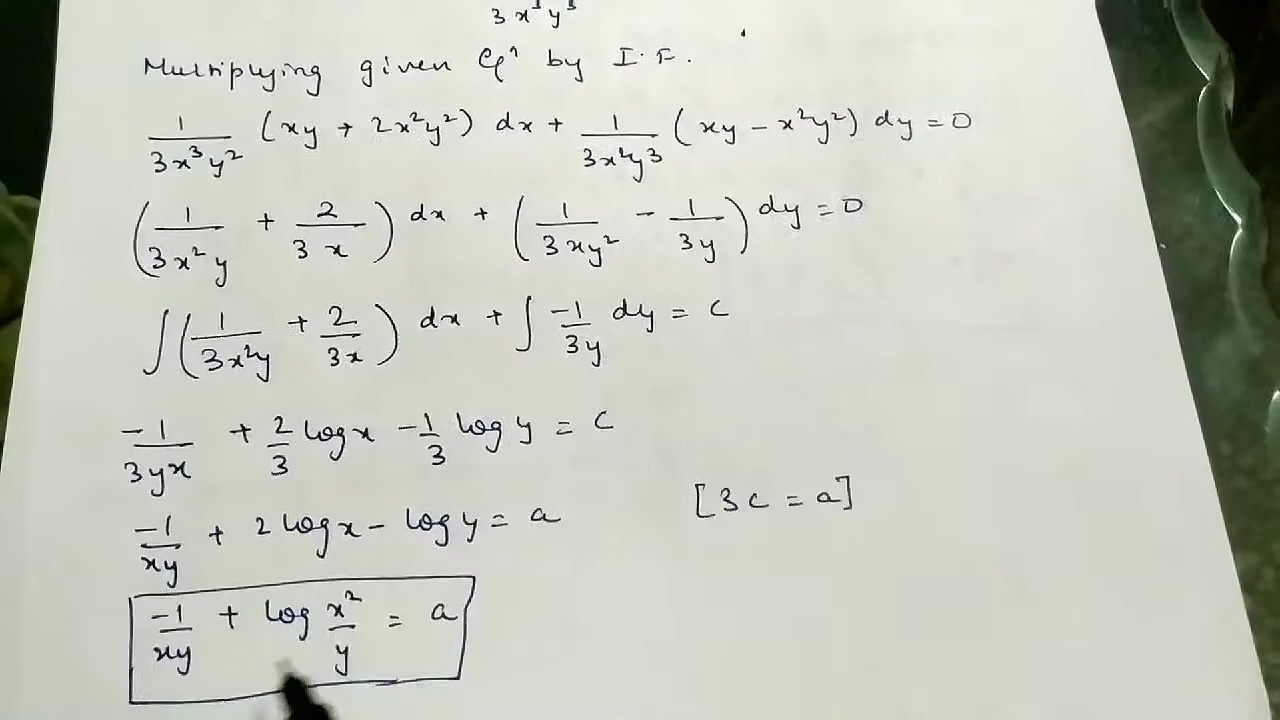 3x³y³
Multiplying given eqⁿ by I.F.
1/(3x³y²) (xy + 2x²y²) dx + 1/(3x²y³) (xy − x²y²) dy = 0
(1/(3x²y) + 2/(3x)) dx + (1/(3xy²) − 1/(3y)) dy = 0
∫(1/(3x²y) + 2/(3x)) dx + ∫ −1/(3y) dy = c
−1/(3yx) + 2/3 log x − 1/3 log y = c
−1/(xy) + 2 log x − log y = a [3c = a]
−1/(xy) + log x²/y = a